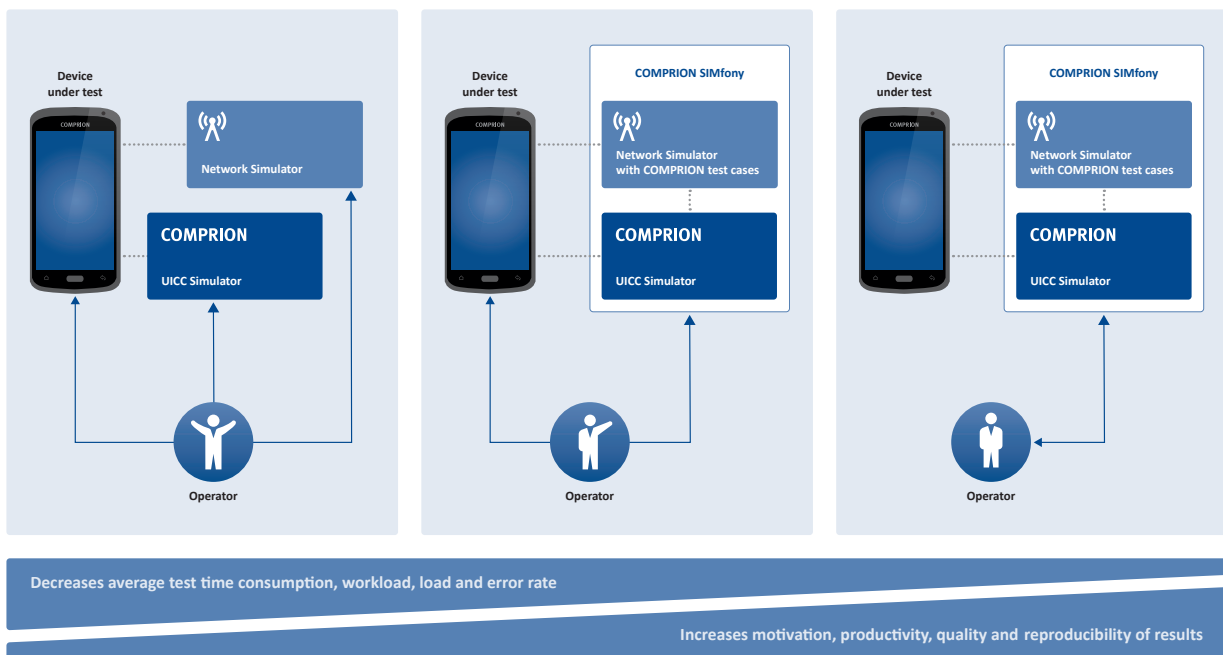 Device
under test
COMPRION
Network Simulator
COMPRION
UICC Simulator
Operator
Device
under test
COMPRION
COMPRION SIMfony
Network Simulator
with COMPRION test cases
COMPRION
UICC Simulator
Operator
Device
under test
COMPRION
COMPRION SIMfony
Network Simulator
with COMPRION test cases
COMPRION
UICC Simulator
Operator
Decreases average test time consumption, workload, load and error rate
Increases motivation, productivity, quality and reproducibility of results